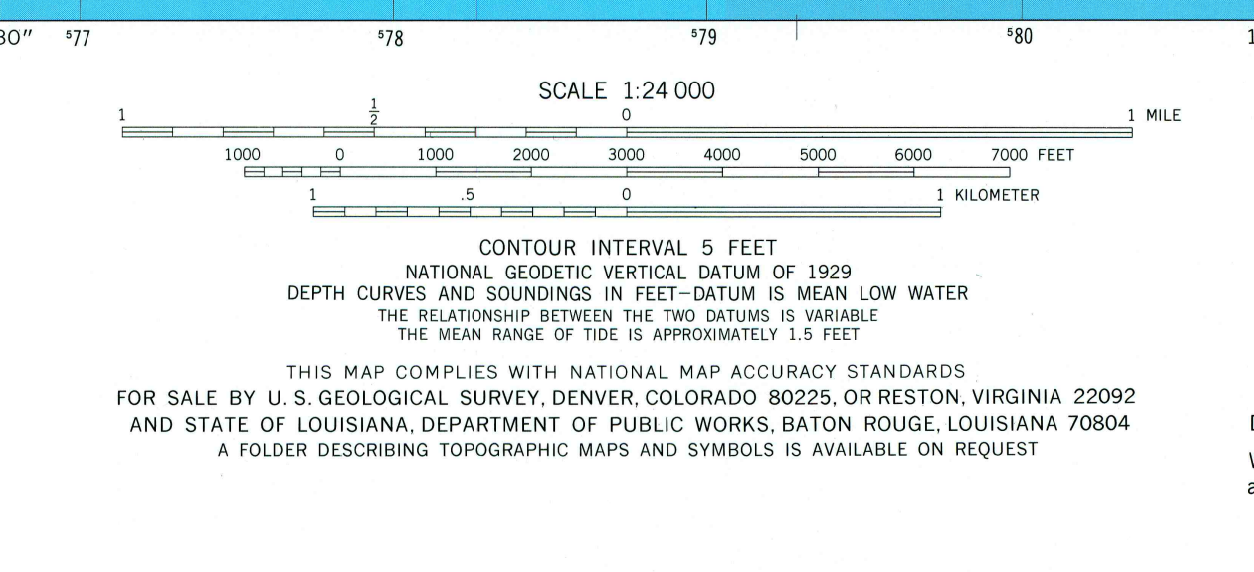 30" ⁵77 ⁵78 ⁵79 ⁵80 1
SCALE 1:24 000
1 ½ 0 1 MILE
1000 0 1000 2000 3000 4000 5000 6000 7000 FEET
1 .5 0 1 KILOMETER
CONTOUR INTERVAL 5 FEET
NATIONAL GEODETIC VERTICAL DATUM OF 1929
DEPTH CURVES AND SOUNDINGS IN FEET—DATUM IS MEAN LOW WATER
THE RELATIONSHIP BETWEEN THE TWO DATUMS IS VARIABLE
THE MEAN RANGE OF TIDE IS APPROXIMATELY 1.5 FEET
THIS MAP COMPLIES WITH NATIONAL MAP ACCURACY STANDARDS
FOR SALE BY U. S. GEOLOGICAL SURVEY, DENVER, COLORADO 80225, OR RESTON, VIRGINIA 22092
AND STATE OF LOUISIANA, DEPARTMENT OF PUBLIC WORKS, BATON ROUGE, LOUISIANA 70804
A FOLDER DESCRIBING TOPOGRAPHIC MAPS AND SYMBOLS IS AVAILABLE ON REQUEST